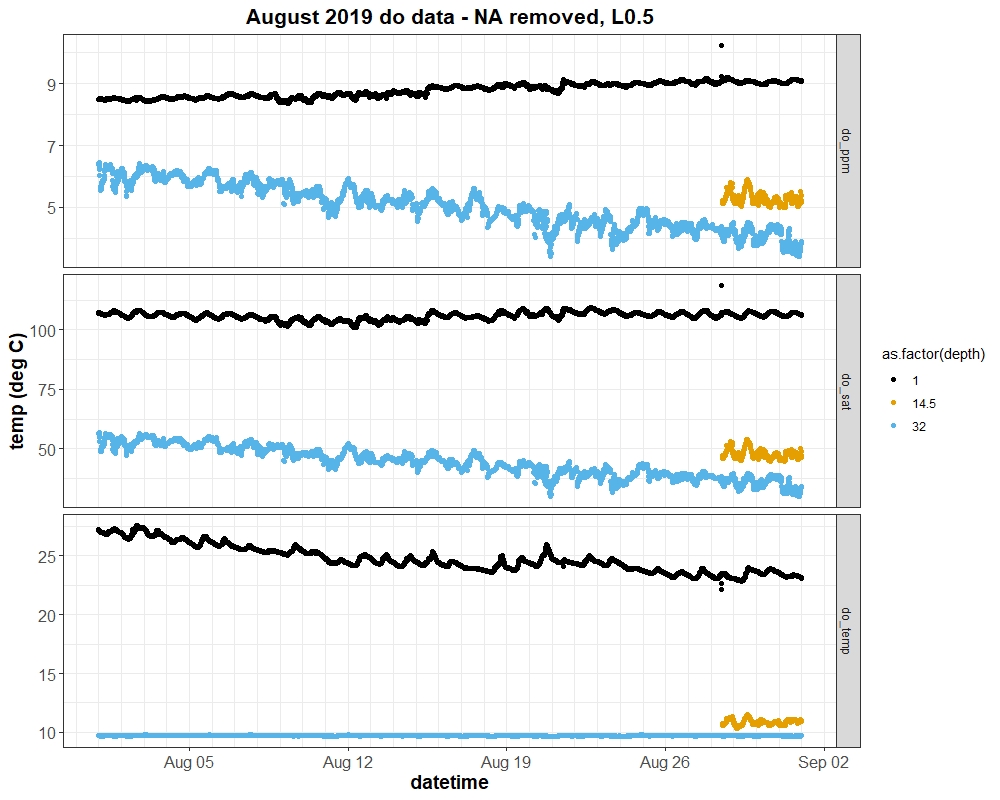 August 2019 do data - NA removed, L0.5
9
7
5
do_ppm
100
75
50
do_sat
25
20
15
10
do_temp
temp (deg C)
Aug 05
Aug 12
Aug 19
Aug 26
Sep 02
datetime
as.factor(depth)
1
14.5
32